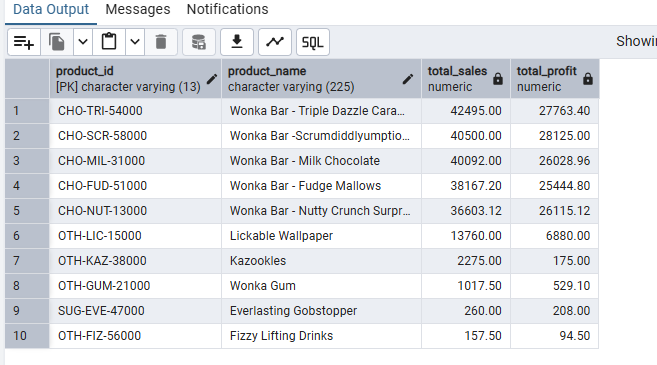 Data Output Messages Notifications
SQL Showin
product_id product_name total_sales total_profit
[PK] character varying (13) character varying (225) numeric numeric
1 CHO-TRI-54000 Wonka Bar - Triple Dazzle Cara... 42495.00 27763.40
2 CHO-SCR-58000 Wonka Bar -Scrumdiddlyumptio... 40500.00 28125.00
3 CHO-MIL-31000 Wonka Bar - Milk Chocolate 40092.00 26028.96
4 CHO-FUD-51000 Wonka Bar - Fudge Mallows 38167.20 25444.80
5 CHO-NUT-13000 Wonka Bar - Nutty Crunch Surpr... 36603.12 26115.12
6 OTH-LIC-15000 Lickable Wallpaper 13760.00 6880.00
7 OTH-KAZ-38000 Kazookles 2275.00 175.00
8 OTH-GUM-21000 Wonka Gum 1017.50 529.10
9 SUG-EVE-47000 Everlasting Gobstopper 260.00 208.00
10 OTH-FIZ-56000 Fizzy Lifting Drinks 157.50 94.50